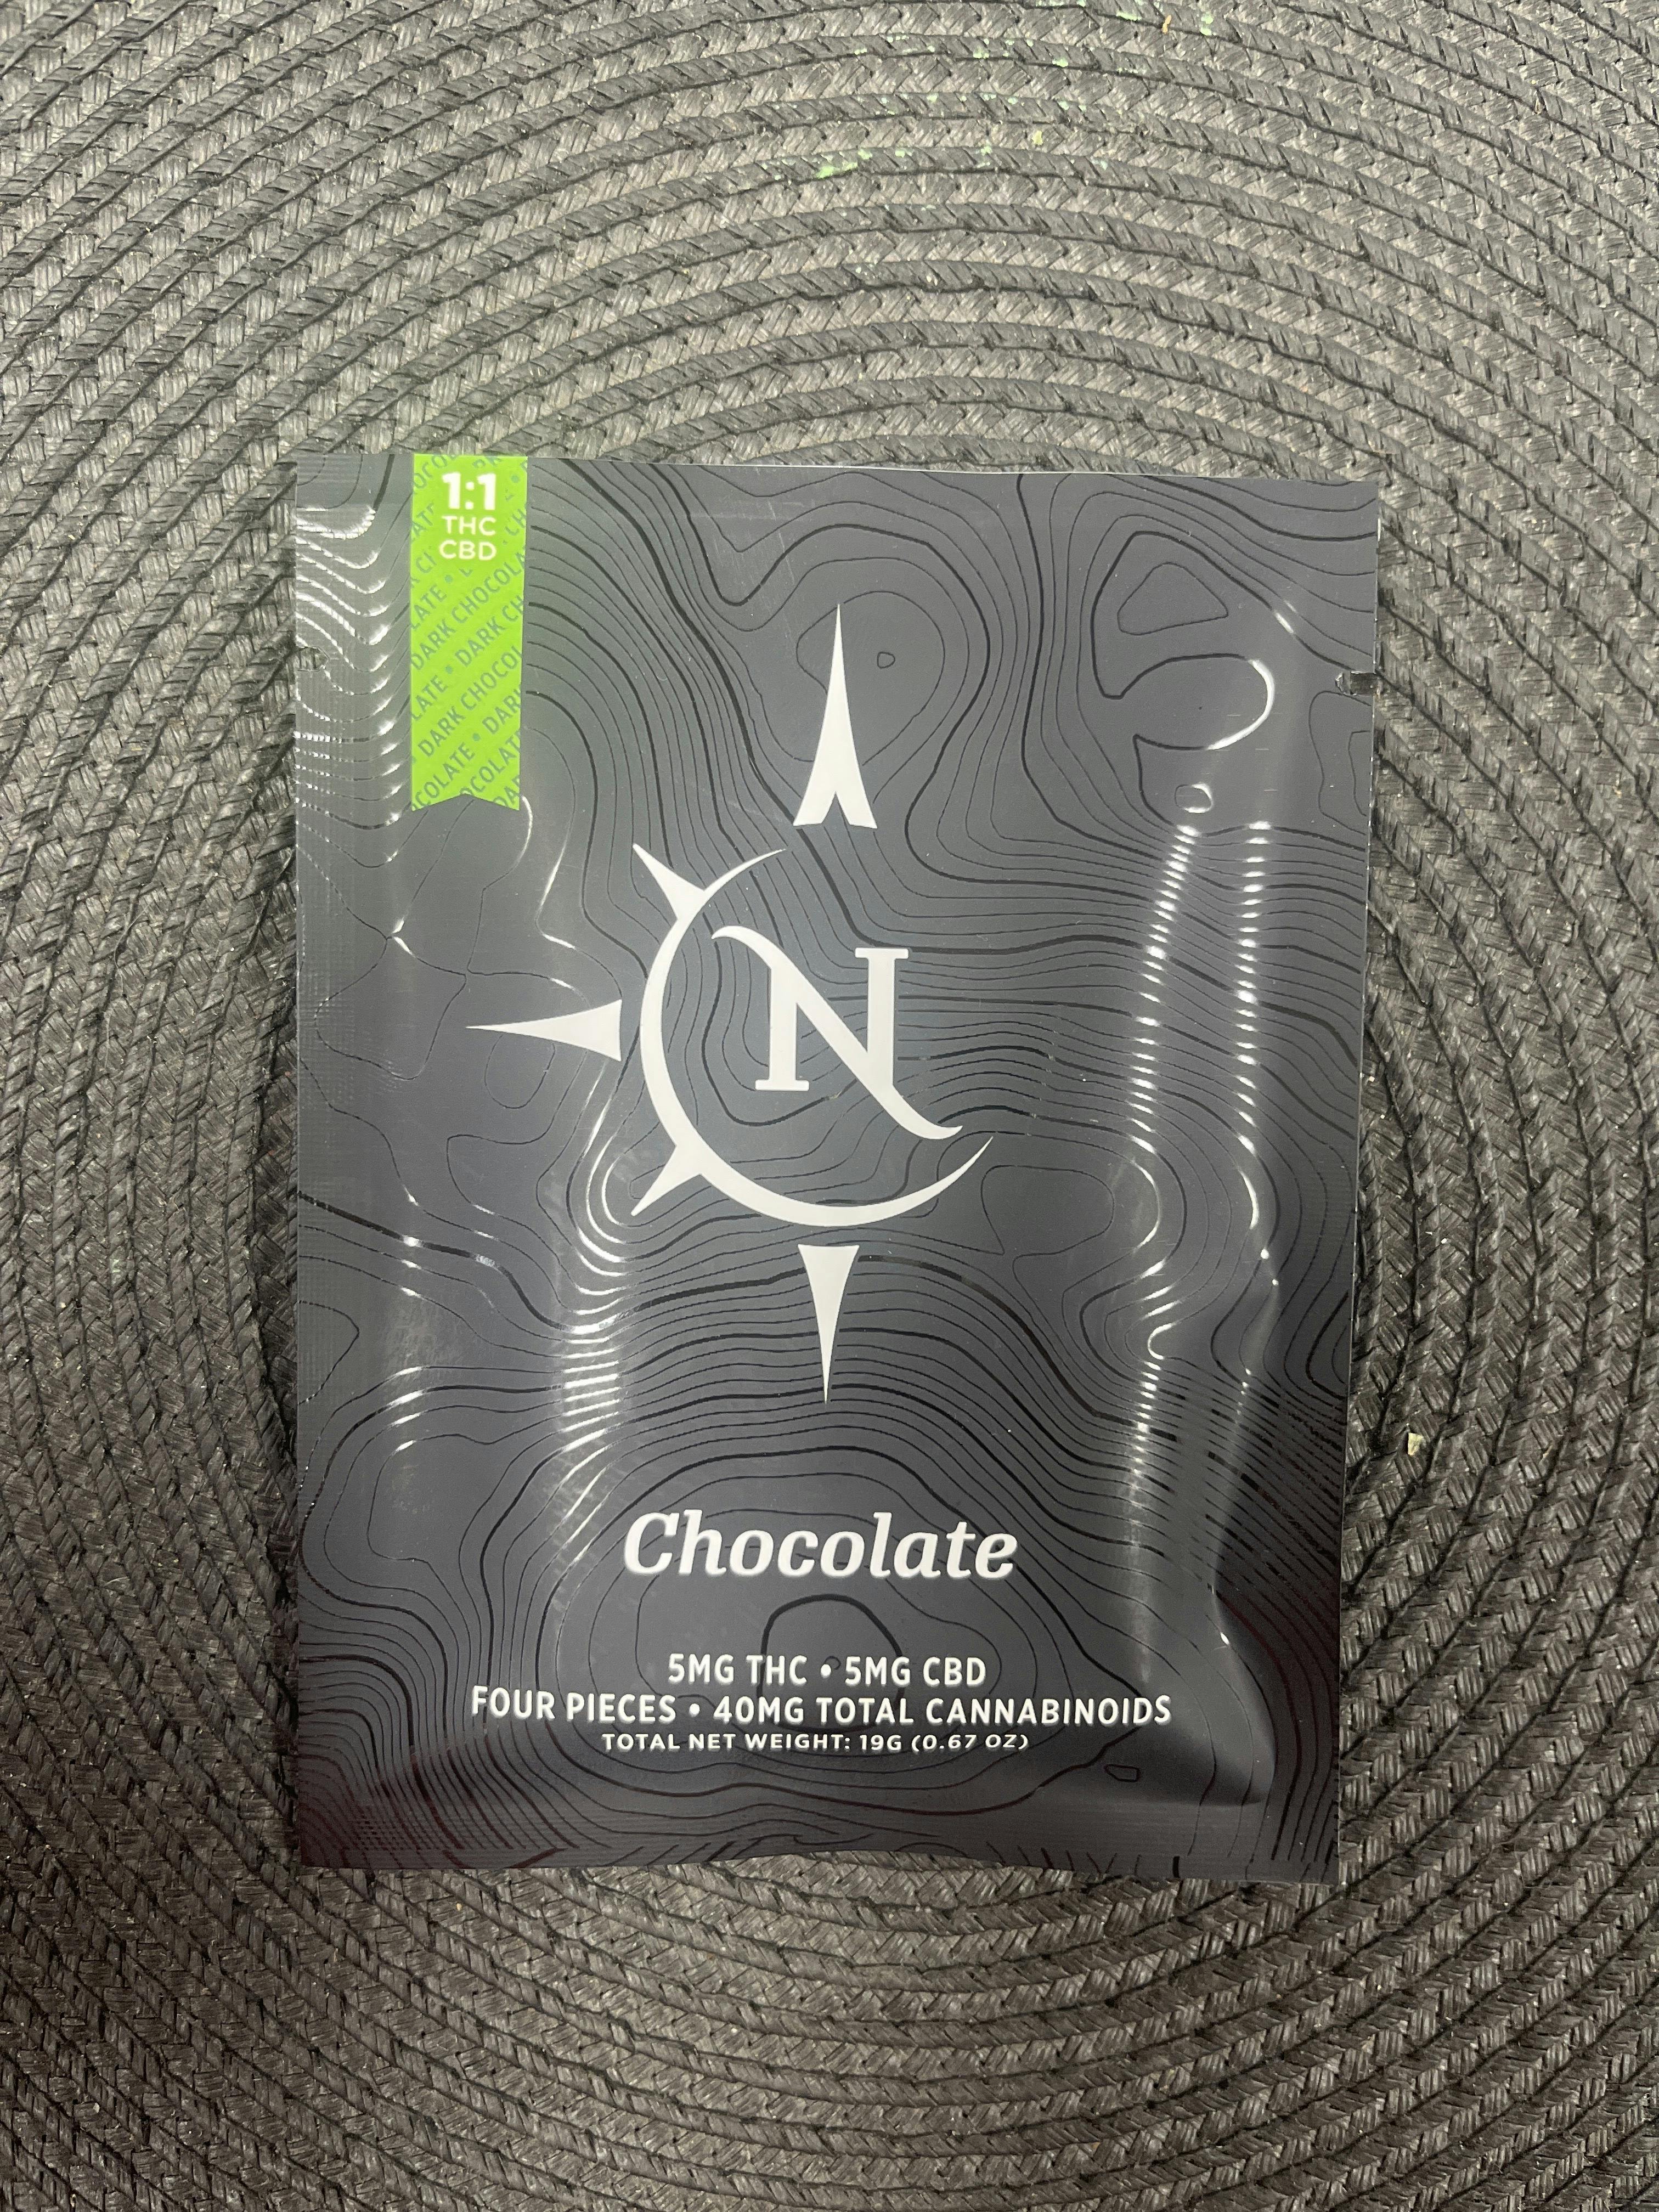 1:1
THC
CBD
DARK CHOCOLATE
N
Chocolate
5MG THC • 5MG CBD
FOUR PIECES • 40MG TOTAL CANNABINOIDS
TOTAL NET WEIGHT: 19G (0.67 OZ)